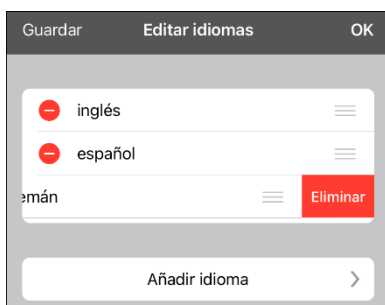 Guardar Editar idiomas OK
inglés
español
emán Eliminar
Añadir idioma